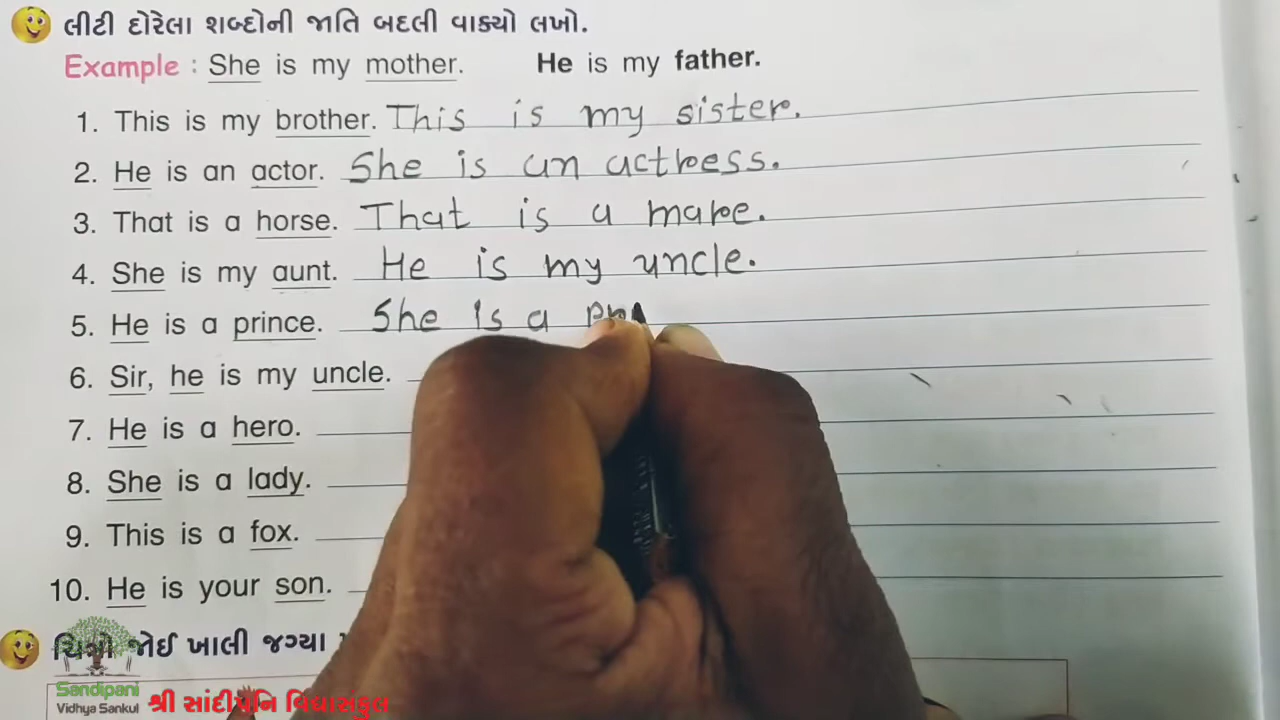 લીટી દોરેલા શબ્દોની જાતિ બદલી વાક્યો લખો.
Example : She is my mother. He is my father.
1. This is my brother. This is my sister.
2. He is an actor. She is an actress.
3. That is a horse. That is a mare.
4. She is my aunt. He is my uncle.
5. He is a prince. She is a pr
6. Sir, he is my uncle.
7. He is a hero.
8. She is a lady.
9. This is a fox.
10. He is your son.
ચિત્રો જોઈ ખાલી જગ્યા
Sandipani
Vidhya Sankul
શ્રી સાંદીપનિ વિદ્યાસંકુલ